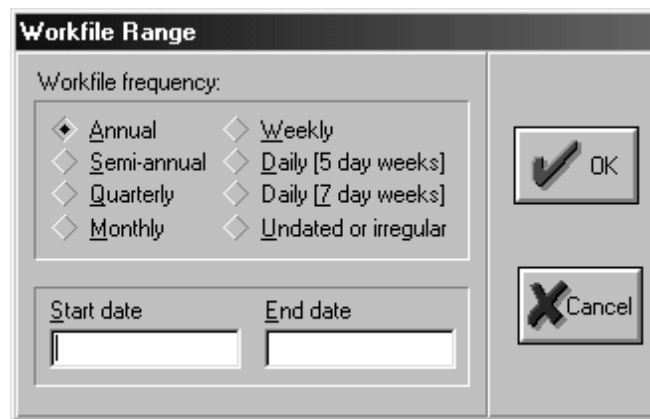 Workfile Range
Workfile frequency:
Annual
Semi-annual
Quarterly
Monthly
Weekly
Daily [5 day weeks]
Daily [7 day weeks]
Undated or irregular
Start date
End date
OK
Cancel